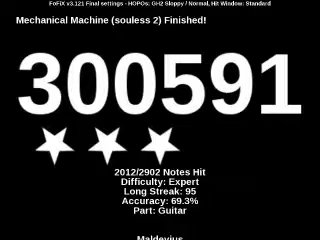 FoFiX v3.121 Final settings - HOPOs: GH2 Sloppy / Normal, Hit Window: Standard
Mechanical Machine (souless 2) Finished!
300591
2012/2902 Notes Hit
Difficulty: Expert
Long Streak: 95
Accuracy: 69.3%
Part: Guitar
Maldevius